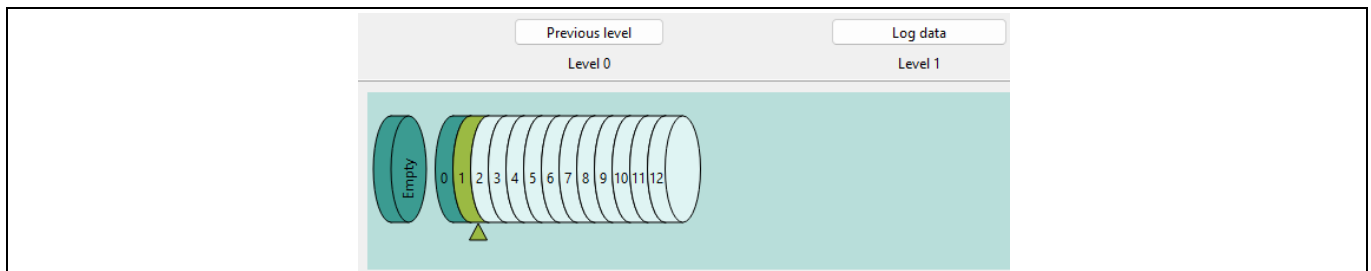 Previous level Log data
Level 0 Level 1
Empty 0 1 2 3 4 5 6 7 8 9 10 11 12